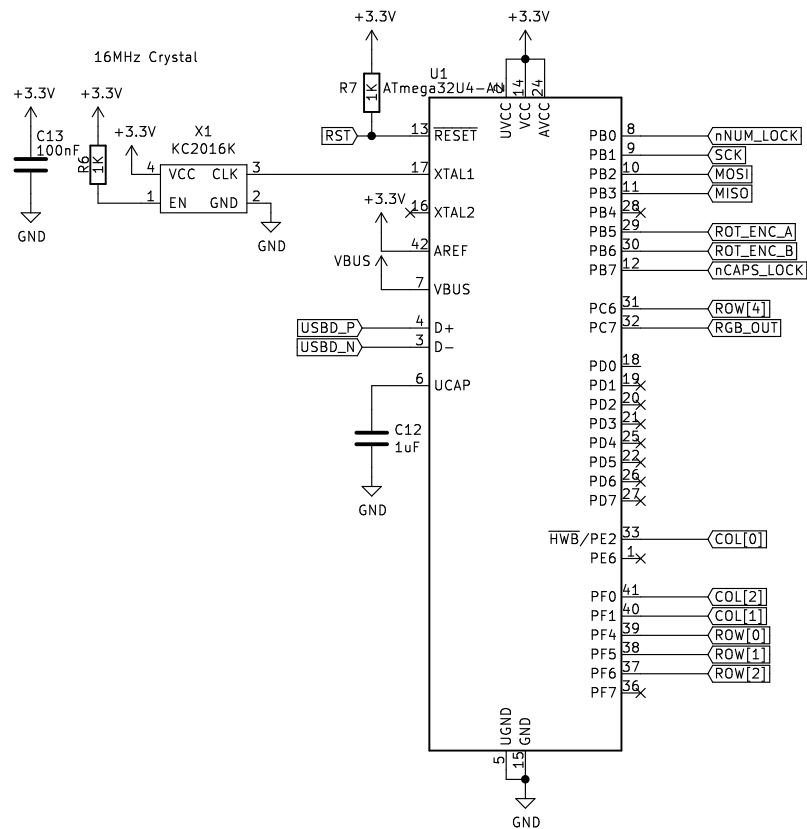 +3.3V
+3.3V
16MHz Crystal
+3.3V
C13
100nF
GND
+3.3V
R6
1K
+3.3V
X1
KC2016K
4 VCC CLK 3
1 EN GND 2
GND
R7
1K
U1
ATmega32U4-AU
14
24
UVCC
VCC
AVCC
RST
13 RESET
17 XTAL1
16 XTAL2
+3.3V
42 AREF
VBUS
7 VBUS
USBD_P 4 D+
USBD_N 3 D-
6 UCAP
C12
1uF
GND
PB0 8 nNUM_LOCK
PB1 9 SCK
PB2 10 MOSI
PB3 11 MISO
PB4 28
PB5 29 ROT_ENC_A
PB6 30 ROT_ENC_B
PB7 12 nCAPS_LOCK
PC6 31 ROW[4]
PC7 32 RGB_OUT
PD0 18
PD1 19
PD2 20
PD3 21
PD4 25
PD5 22
PD6 26
PD7 27
HWB/PE2 33 COL[0]
PE6 1
PF0 41 COL[2]
PF1 40 COL[1]
PF4 39 ROW[0]
PF5 38 ROW[1]
PF6 37 ROW[2]
PF7 36
UGND
GND
5
15
GND